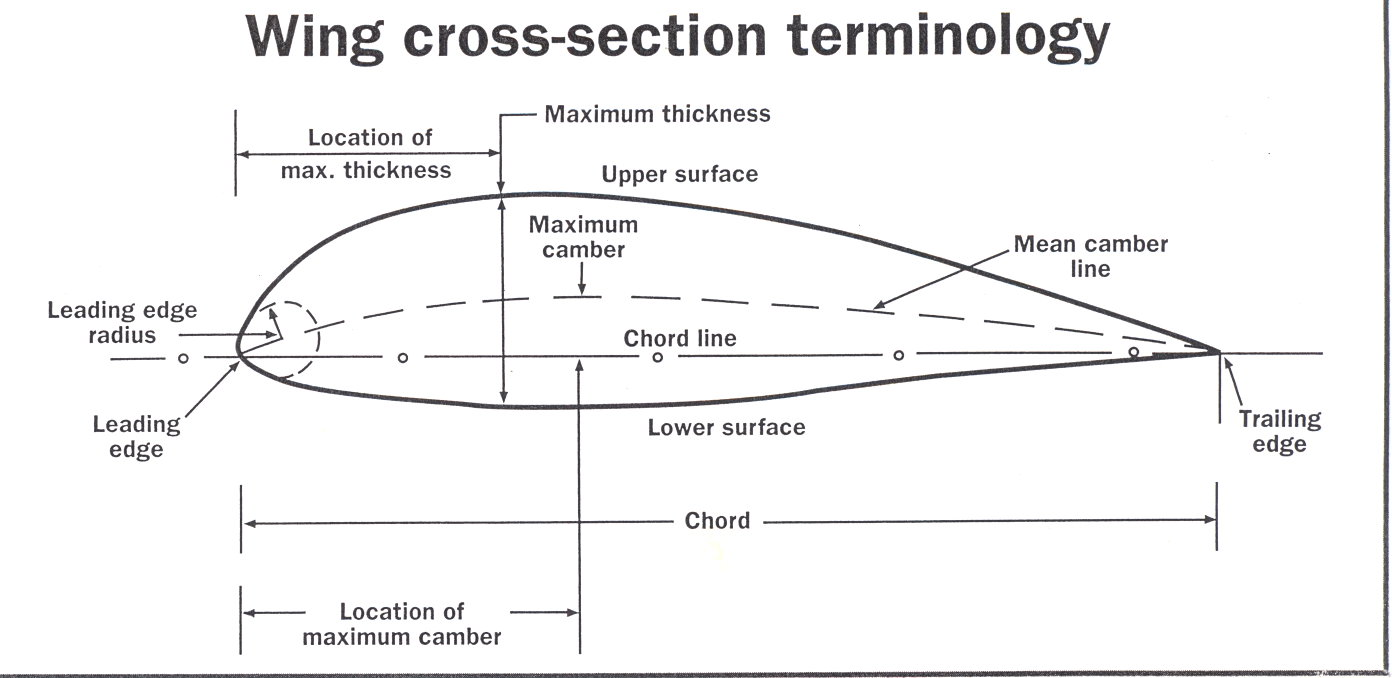 Wing cross-section terminology
Maximum thickness
Location of
max. thickness
Upper surface
Maximum
camber
Mean camber
line
Leading edge
radius
Chord line
Leading
edge
Lower surface
Trailing
edge
Chord
Location of
maximum camber